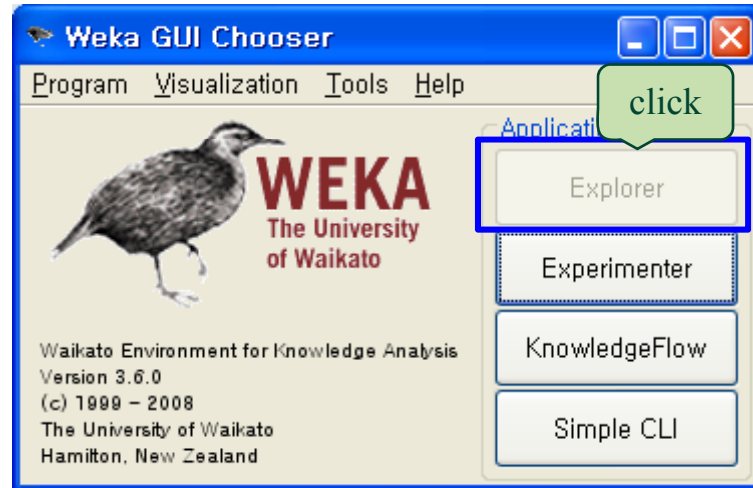 Weka GUI Chooser
Program Visualization Tools Help
click
Applicati
WEKA
The University
of Waikato
Explorer
Experimenter
KnowledgeFlow
Simple CLI
Waikato Environment for Knowledge Analysis
Version 3.6.0
(c) 1999 - 2008
The University of Waikato
Hamilton, New Zealand